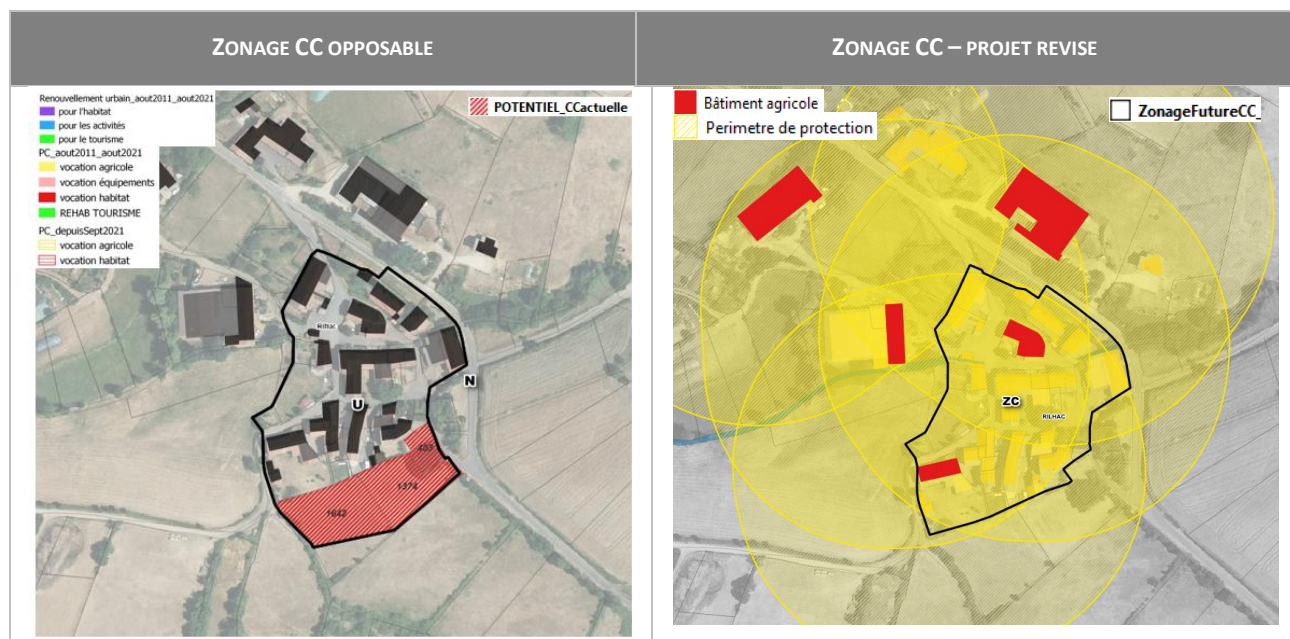 ZONAGE CC OPPOSABLE
ZONAGE CC – PROJET REVISE
Renouvellement urbain_aout2011_aout2021
pour l'habitat
pour les activités
pour le tourisme
PC_aout2011_aout2021
vocation agricole
vocation équipements
vocation habitat
REHAB TOURISME
PC_depuisSept2021
vocation agricole
vocation habitat
POTENTIEL_CCactuelle
Rilhac
N
U
483
1374
1642
Bâtiment agricole
Perimetre de protection
ZonageFutureCC_
ZC
RILHAC